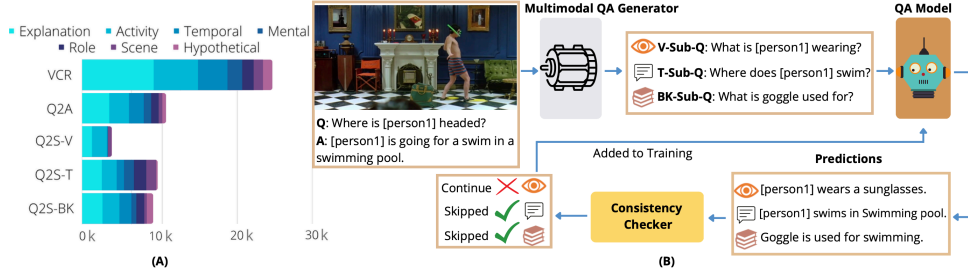 Explanation Activity Temporal Mental
Role Scene Hypothetical
VCR
Q2A
Q2S-V
Q2S-T
Q2S-BK
0 k 10 k 20 k 30 k
(A)
Q: Where is [person1] headed?
A: [person1] is going for a swim in a
swimming pool.
Multimodal QA Generator
V-Sub-Q: What is [person1] wearing?
T-Sub-Q: Where does [person1] swim?
BK-Sub-Q: What is goggle used for?
QA Model
Added to Training
Predictions
[person1] wears a sunglasses.
[person1] swims in Swimming pool.
Goggle is used for swimming.
Consistency
Checker
Continue
Skipped
Skipped
(B)